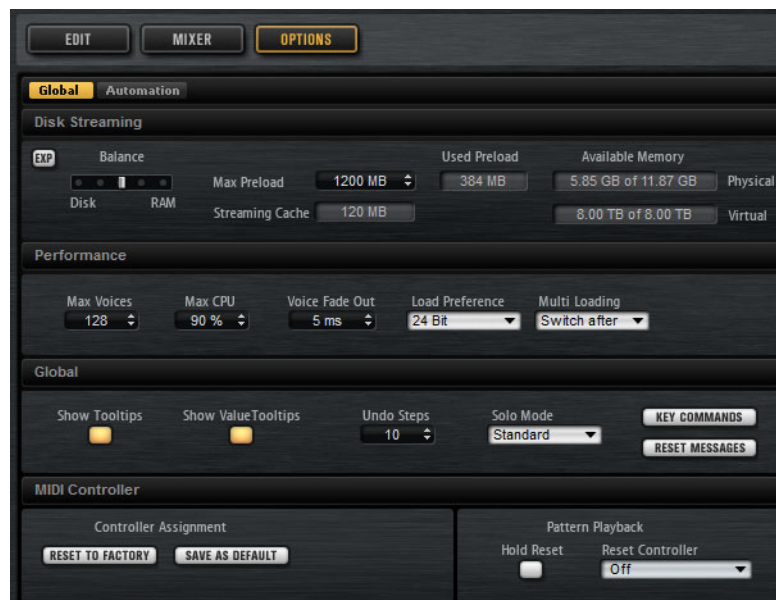 EDIT MIXER OPTIONS
Global Automation
Disk Streaming
EXP Balance Used Preload Available Memory
Max Preload 1200 MB 384 MB 5.85 GB of 11.87 GB Physical
Disk RAM
Streaming Cache 120 MB 8.00 TB of 8.00 TB Virtual
Performance
Max Voices Max CPU Voice Fade Out Load Preference Multi Loading
128 90 % 5 ms 24 Bit Switch after
Global
Show Tooltips Show ValueTooltips Undo Steps Solo Mode KEY COMMANDS
10 Standard
RESET MESSAGES
MIDI Controller
Controller Assignment Pattern Playback
RESET TO FACTORY SAVE AS DEFAULT Hold Reset Reset Controller
Off